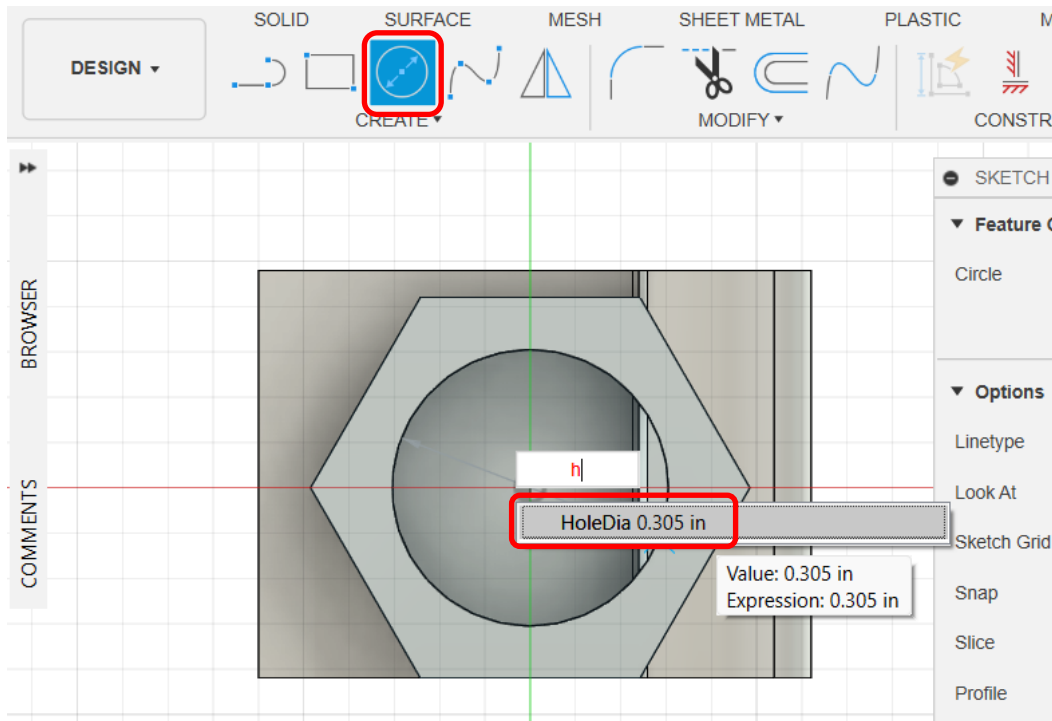 SOLID SURFACE MESH SHEET METAL PLASTIC M
DESIGN ▾
CREATE ▾ MODIFY ▾ CONSTR
BROWSER
COMMENTS
SKETCH
▼ Feature O
Circle
▼ Options
Linetype
Look At
Sketch Grid
Snap
Slice
Profile
h
HoleDia 0.305 in
Value: 0.305 in
Expression: 0.305 in